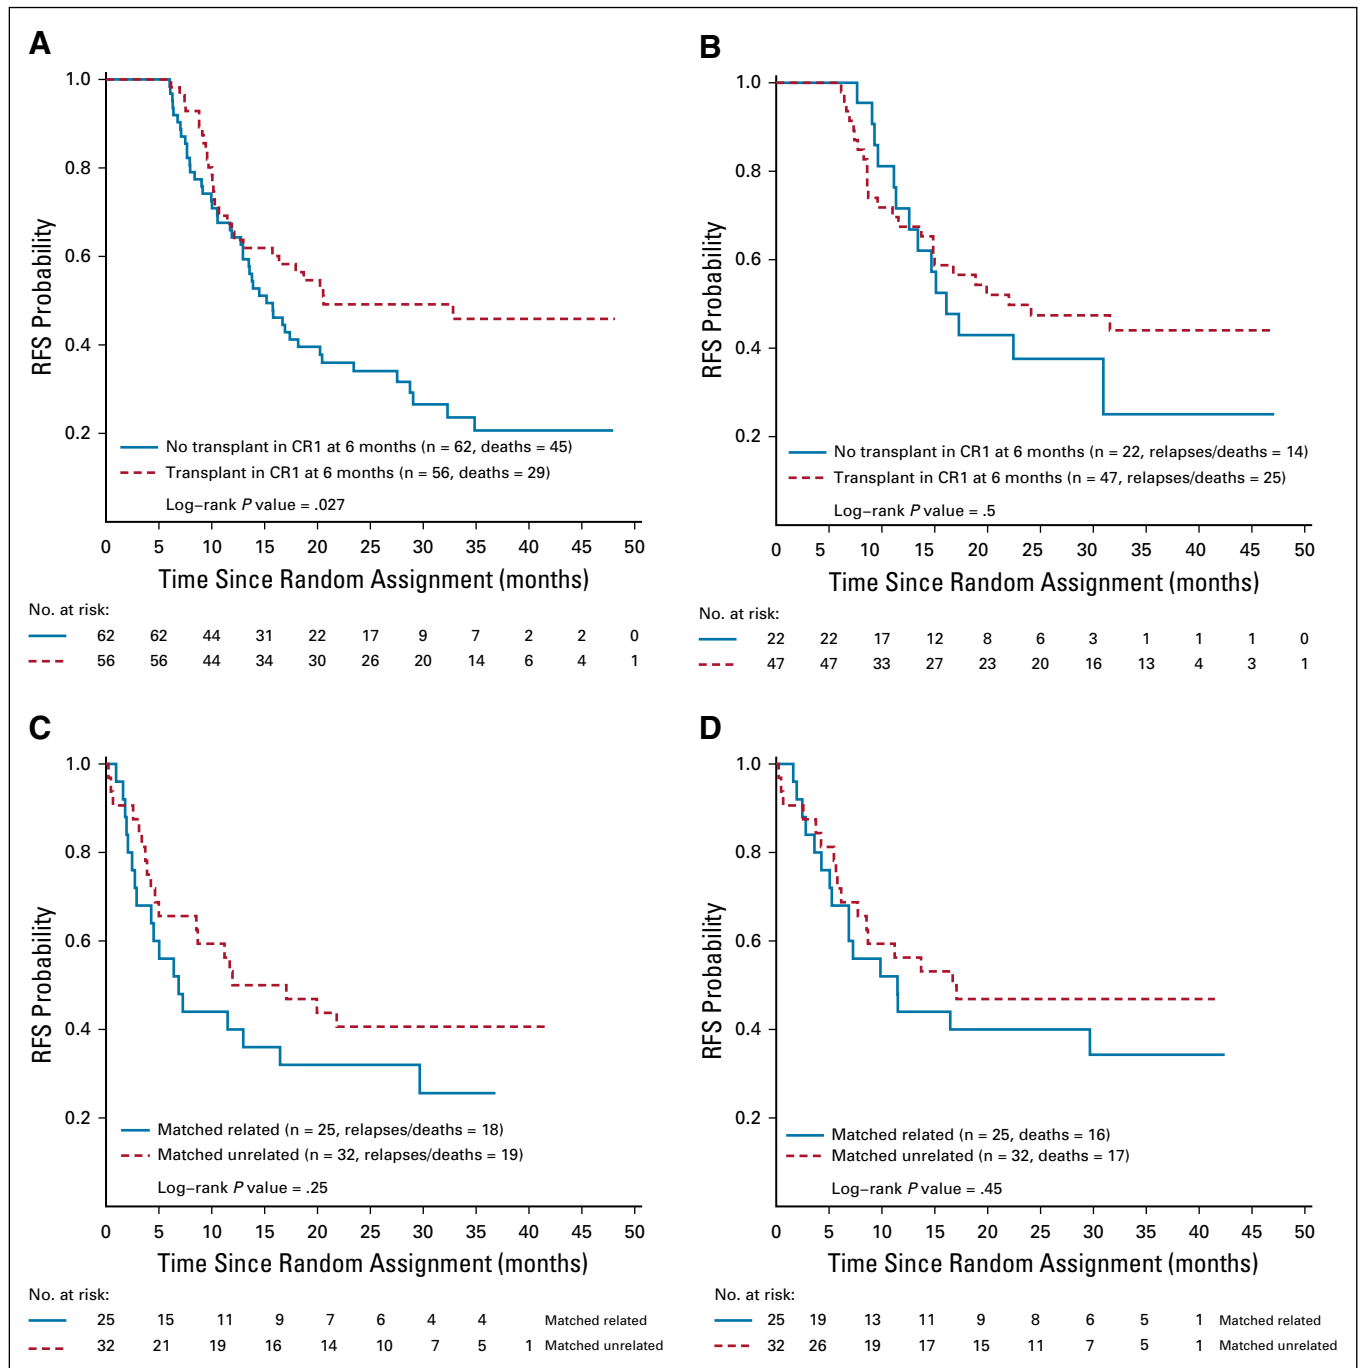 A
1.0
0.8
0.6
0.4
0.2
RFS Probability
No transplant in CR1 at 6 months (n = 62, deaths = 45)
Transplant in CR1 at 6 months (n = 56, deaths = 29)
Log–rank P value = .027
0 5 10 15 20 25 30 35 40 45 50
Time Since Random Assignment (months)
No. at risk:
62 62 44 31 22 17 9 7 2 2 0
56 56 44 34 30 26 20 14 6 4 1
B
1.0
0.8
0.6
0.4
0.2
RFS Probability
No transplant in CR1 at 6 months (n = 22, relapses/deaths = 14)
Transplant in CR1 at 6 months (n = 47, relapses/deaths = 25)
Log–rank P value = .5
0 5 10 15 20 25 30 35 40 45 50
Time Since Random Assignment (months)
No. at risk:
22 22 17 12 8 6 3 1 1 1 0
47 47 33 27 23 20 16 13 4 3 1
C
1.0
0.8
0.6
0.4
0.2
RFS Probability
Matched related (n = 25, relapses/deaths = 18)
Matched unrelated (n = 32, relapses/deaths = 19)
Log–rank P value = .25
0 5 10 15 20 25 30 35 40 45 50
Time Since Random Assignment (months)
No. at risk:
25 15 11 9 7 6 4 4 Matched related
32 21 19 16 14 10 7 5 1 Matched unrelated
D
1.0
0.8
0.6
0.4
0.2
RFS Probability
Matched related (n = 25, deaths = 16)
Matched unrelated (n = 32, deaths = 17)
Log–rank P value = .45
0 5 10 15 20 25 30 35 40 45 50
Time Since Random Assignment (months)
No. at risk:
25 19 13 11 9 8 6 5 1 Matched related
32 26 19 17 15 11 7 5 1 Matched unrelated